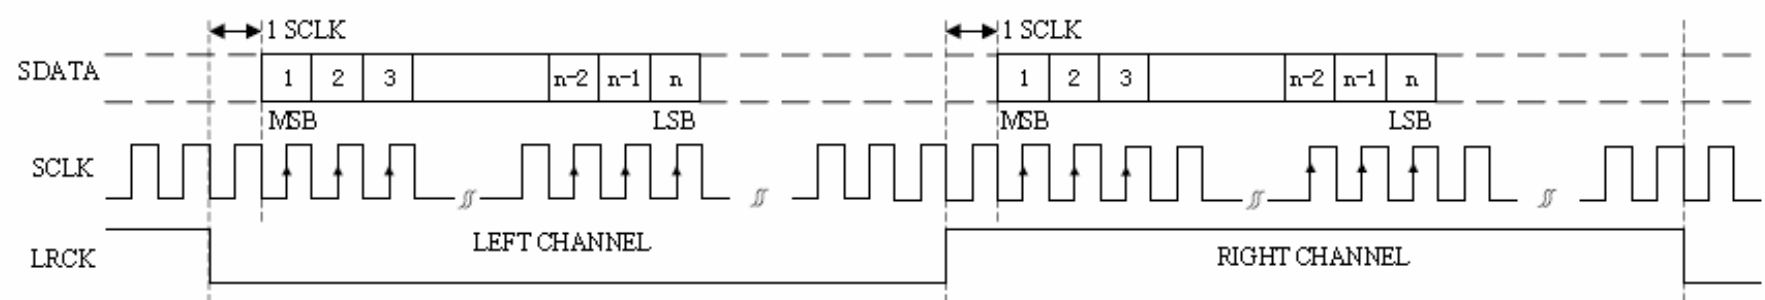 1 SCLK 1 SCLK
SDATA 1 2 3 n-2 n-1 n 1 2 3 n-2 n-1 n
MSB LSB MSB LSB
SCLK
LEFT CHANNEL
LRCK RIGHT CHANNEL